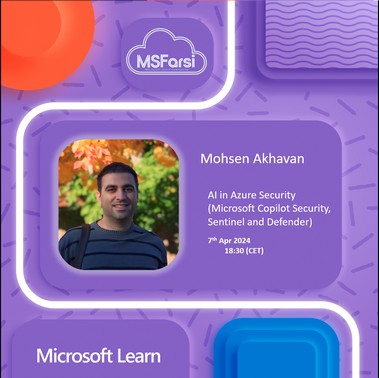 MSFarsi
Mohsen Akhavan
AI in Azure Security
(Microsoft Copilot Security,
Sentinel and Defender)
7th Apr 2024
18:30 (CET)
Microsoft Learn